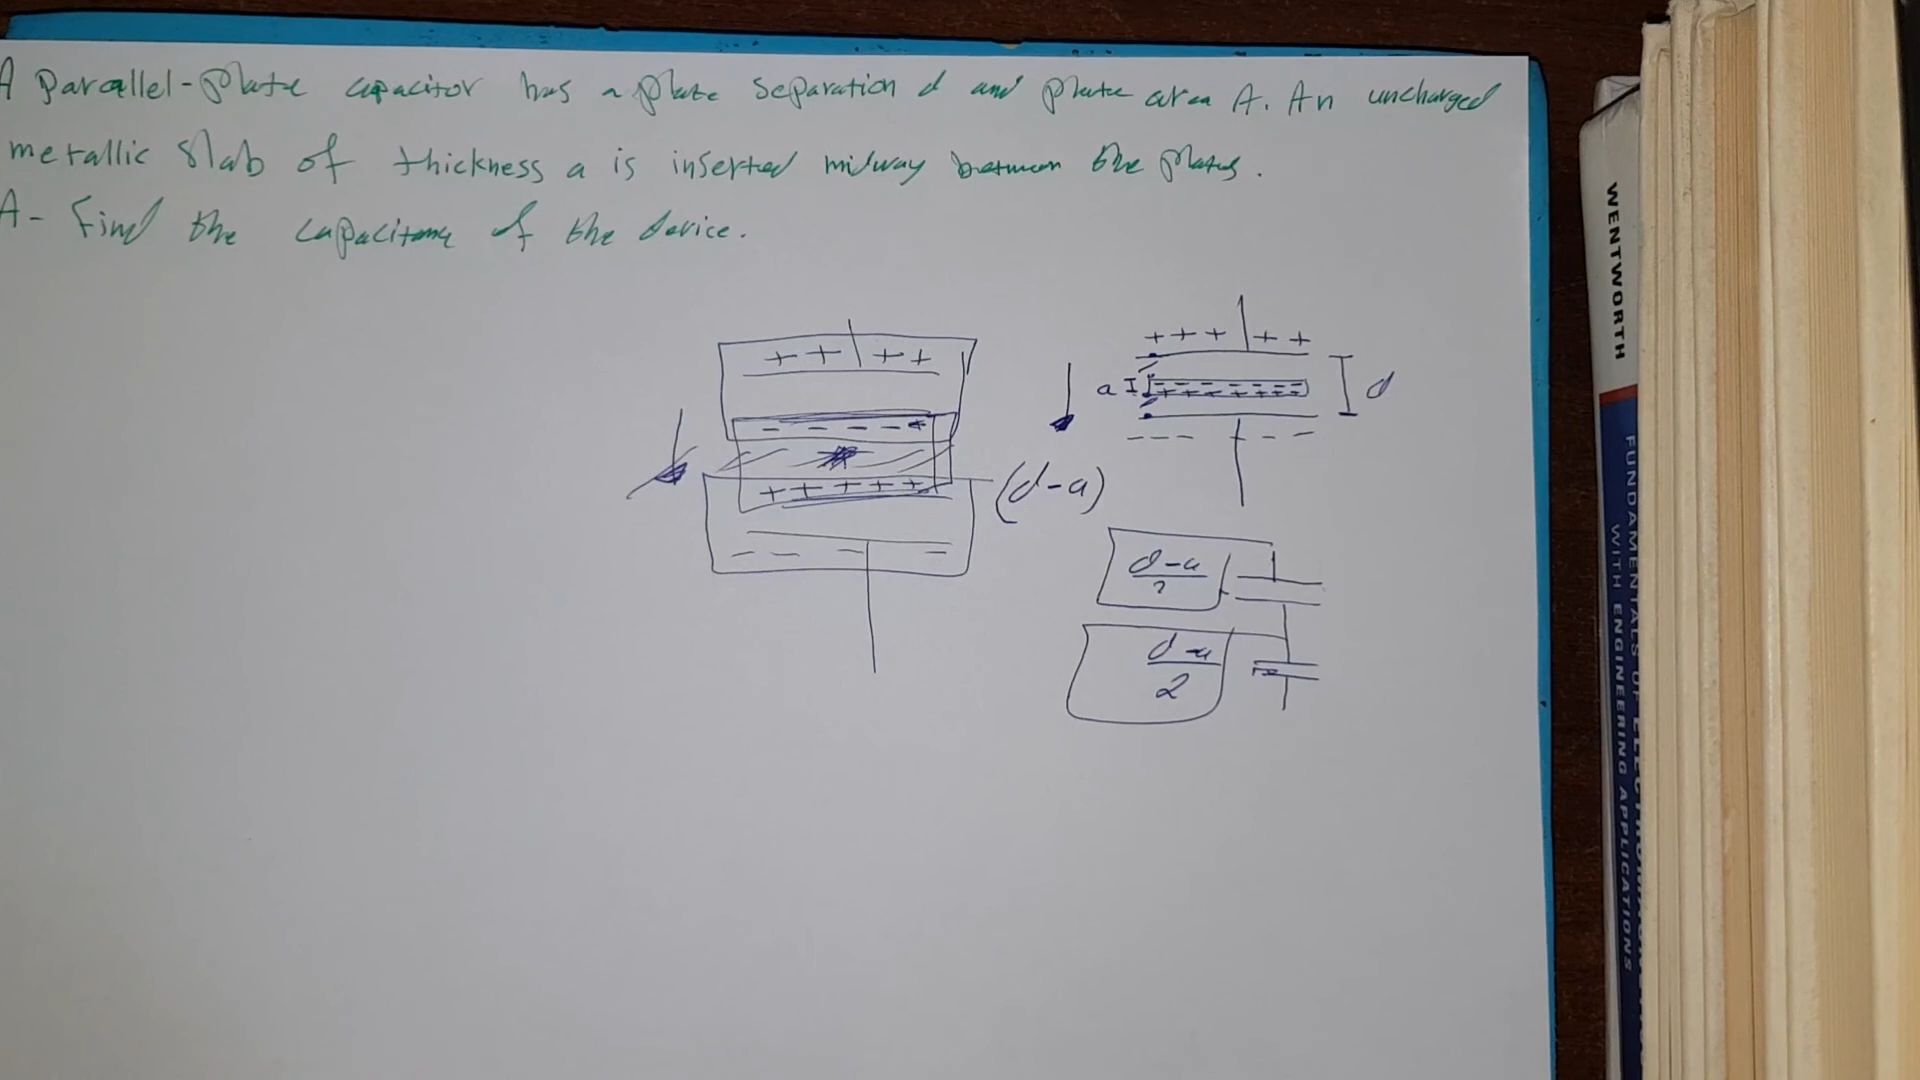 A parallel-plate capacitor has a plate separation d and plate area A. An uncharged
metallic slab of thickness a is inserted midway between the plates.
A- Find the capacitance of the device.
+ + + +
- - - - -
+ + + + +
- - - -
(d-a)
+ + + + +
a
- - - - - - -
+ + + + + + +
d
- - - - - -
d-a
2
d-a
2
WENTWORTH
FUNDAMENTALS OF
WITH ENGINEERING APPLICATIONS